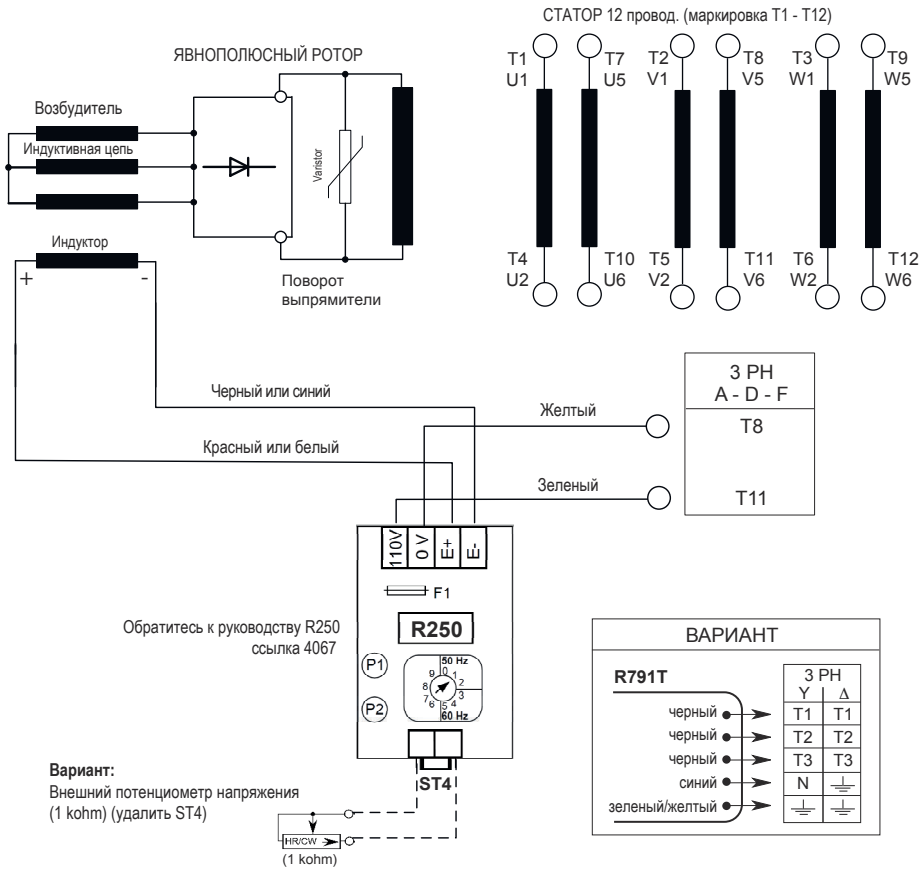 СТАТОР 12 провод. (маркировка T1 - T12)
ЯВНОПОЛЮСНЫЙ РОТОР
T1 T7 T2 T8 T3 T9
U1 U5 V1 V5 W1 W5
Возбудитель
Индуктивная цепь
Varistor
Индуктор
+ -
Поворот
выпрямители
T4 T10 T5 T11 T6 T12
U2 U6 V2 V6 W2 W6
3 PH
A - D - F
T8
T11
Черный или синий
Желтый
Красный или белый
Зеленый
110V 0 V E+ E-
F1
R250
Обратитесь к руководству R250
ссылка 4067
P1
P2
50 Hz
0 1 2 3 4 5 6 7 8 9
60 Hz
ST4
Вариант:
Внешний потенциометр напряжения
(1 kohm) (удалить ST4)
HR/CW
(1 kohm)
ВАРИАНТ
R791T
3 PH
Y Δ
черный T1 T1
черный T2 T2
черный T3 T3
синий N
зеленый/желтый